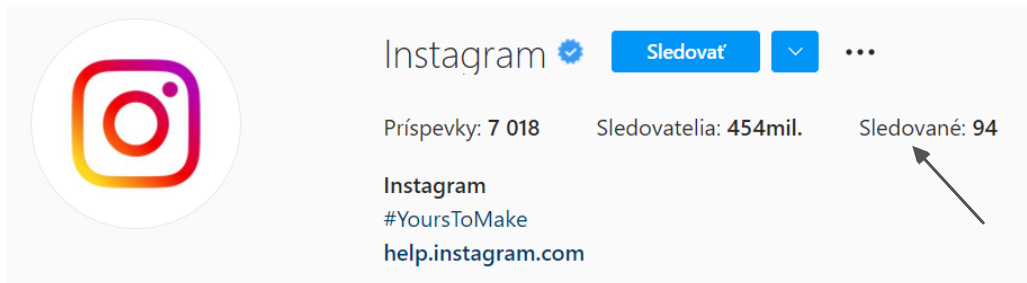 Instagram Sledovať
Príspevky: 7 018 Sledovatelia: 454mil. Sledované: 94
Instagram
#YoursToMake
help.instagram.com